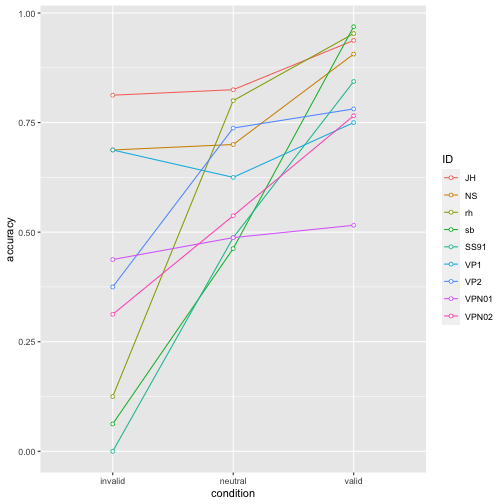 1.00
0.75
0.50
0.25
0.00
accuracy
invalid neutral valid
condition
ID
JH
NS
rh
sb
SS91
VP1
VP2
VPN01
VPN02